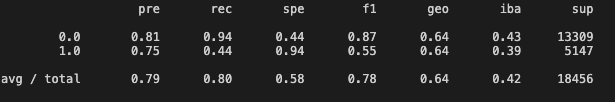 pre rec spe f1 geo iba sup
0.0 0.81 0.94 0.44 0.87 0.64 0.43 13309
1.0 0.75 0.44 0.94 0.55 0.64 0.39 5147
avg / total 0.79 0.80 0.58 0.78 0.64 0.42 18456